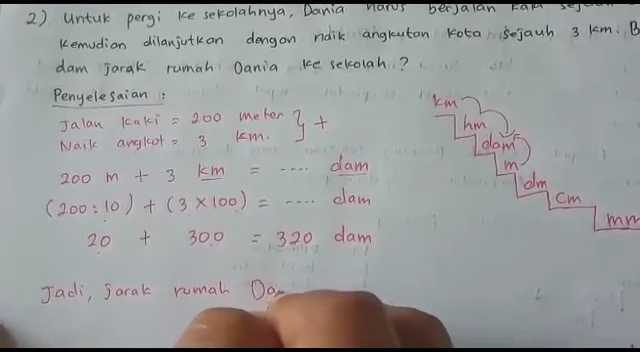 2) Untuk pergi ke sekolahnya, Dania harus berjalan kaki
kemudian dilanjutkan dengan naik angkutan kota, sejauh 3 km. B
dam jarak rumah Dania ke sekolah ?
Penyelesaian :
Jalan kaki = 200 meter } +
Naik angkot = 3 km.
200 m + 3 km = .... dam
(200:10) + (3 x 100) = .... dam
20 + 300 = 320 dam
Jadi, jarak rumah Da
km
hm
dam
m
dm
cm
mm